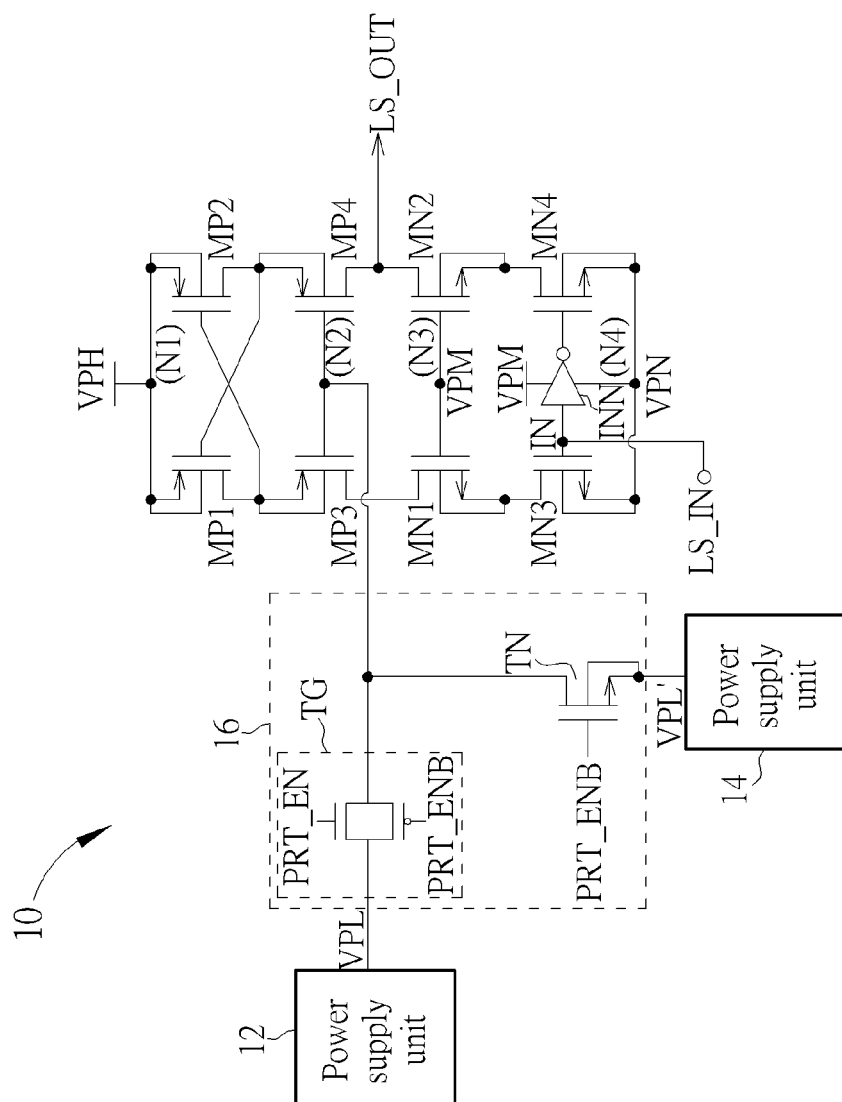 10
12
Power
supply
unit
VPL
16
TG
PRT_EN
PRT_ENB
TN
PRT_ENB
VPL'
Power
supply
unit
14
VPH
(N1)
MP1
MP2
(N2)
MP3
MP4
LS_OUT
(N3)
VPM
MN1
MN2
VPM
IN
INN
(N4)
MN3
MN4
VPN
LS_IN